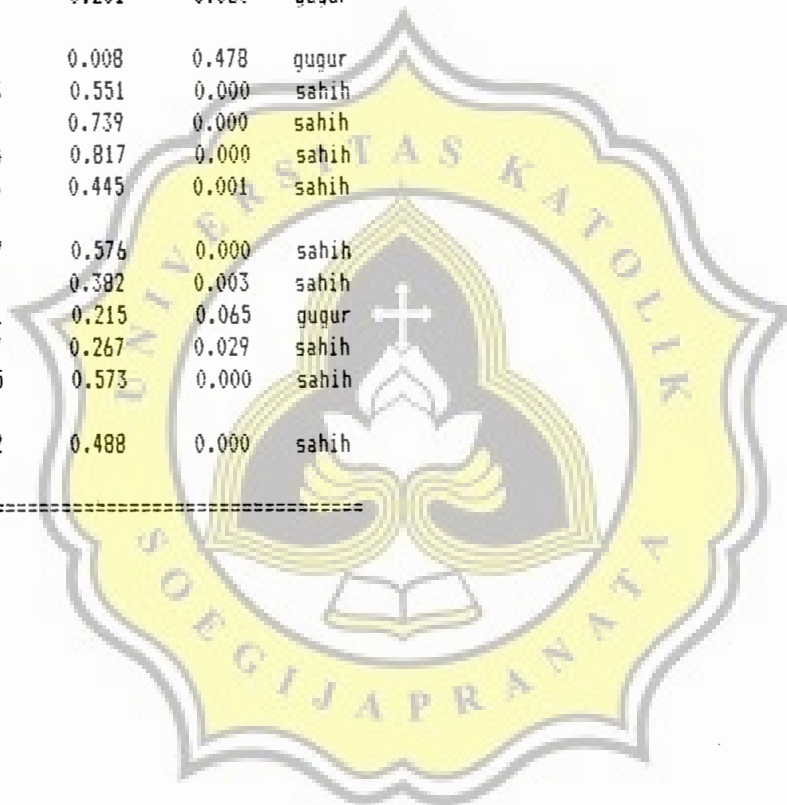 gugur
0.008 0.478 gugur
0.551 0.000 sahih
0.739 0.000 sahih
0.817 0.000 sahih
0.445 0.001 sahih
0.576 0.000 sahih
0.382 0.003 sahih
0.215 0.065 gugur
0.267 0.029 sahih
0.573 0.000 sahih
2 0.488 0.000 sahih
==============================
UNIVERSITAS KATOLIK
SOEGIJAPRANATA